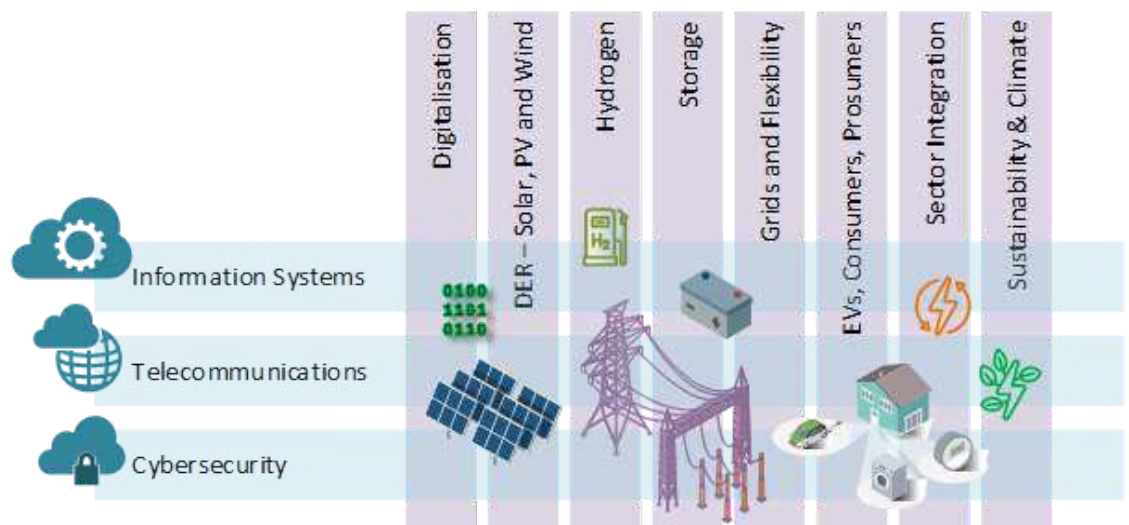 Digitalisation
DER – Solar, PV and Wind
Hydrogen
Storage
Grids and Flexibility
EVs, Consumers, Prosumers
Sector Integration
Sustainability & Climate
H2
Information Systems
0100
1101
0110
Telecommunications
Cybersecurity